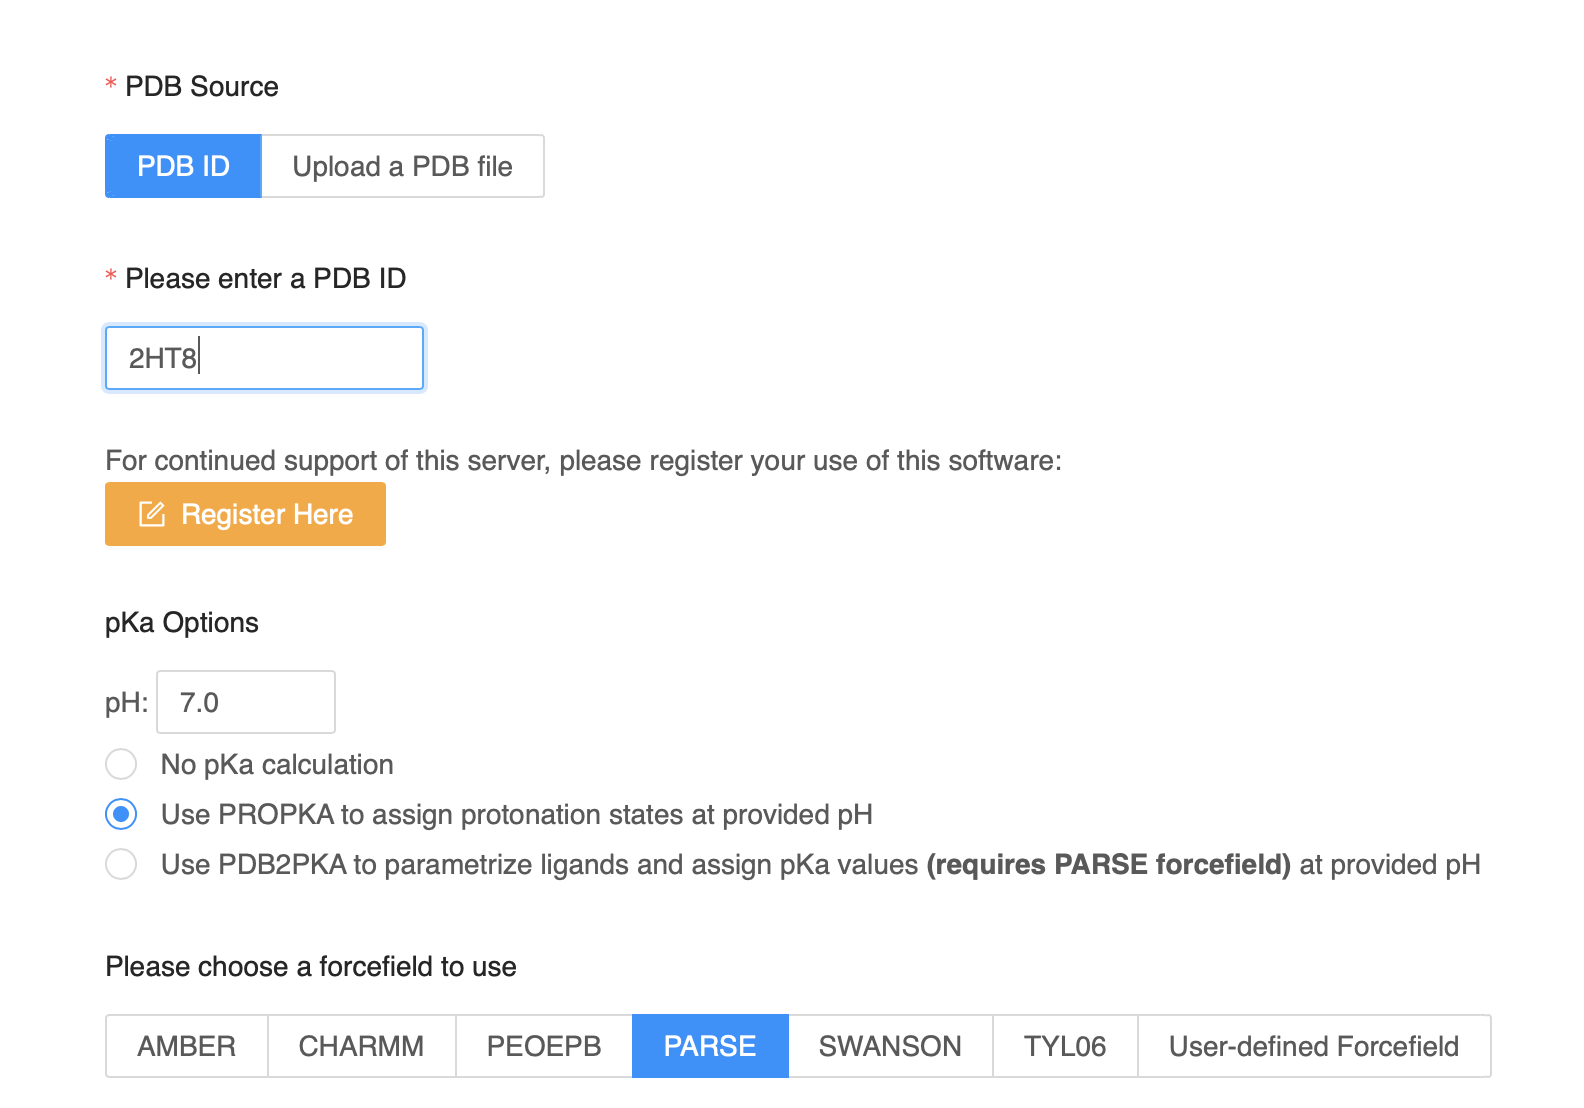 * PDB Source
PDB ID Upload a PDB file
* Please enter a PDB ID
2HT8
For continued support of this server, please register your use of this software:
Register Here
pKa Options
pH: 7.0
No pKa calculation
Use PROPKA to assign protonation states at provided pH
Use PDB2PKA to parametrize ligands and assign pKa values (requires PARSE forcefield) at provided pH
Please choose a forcefield to use
AMBER CHARMM PEOEPB PARSE SWANSON TYL06 User-defined Forcefield